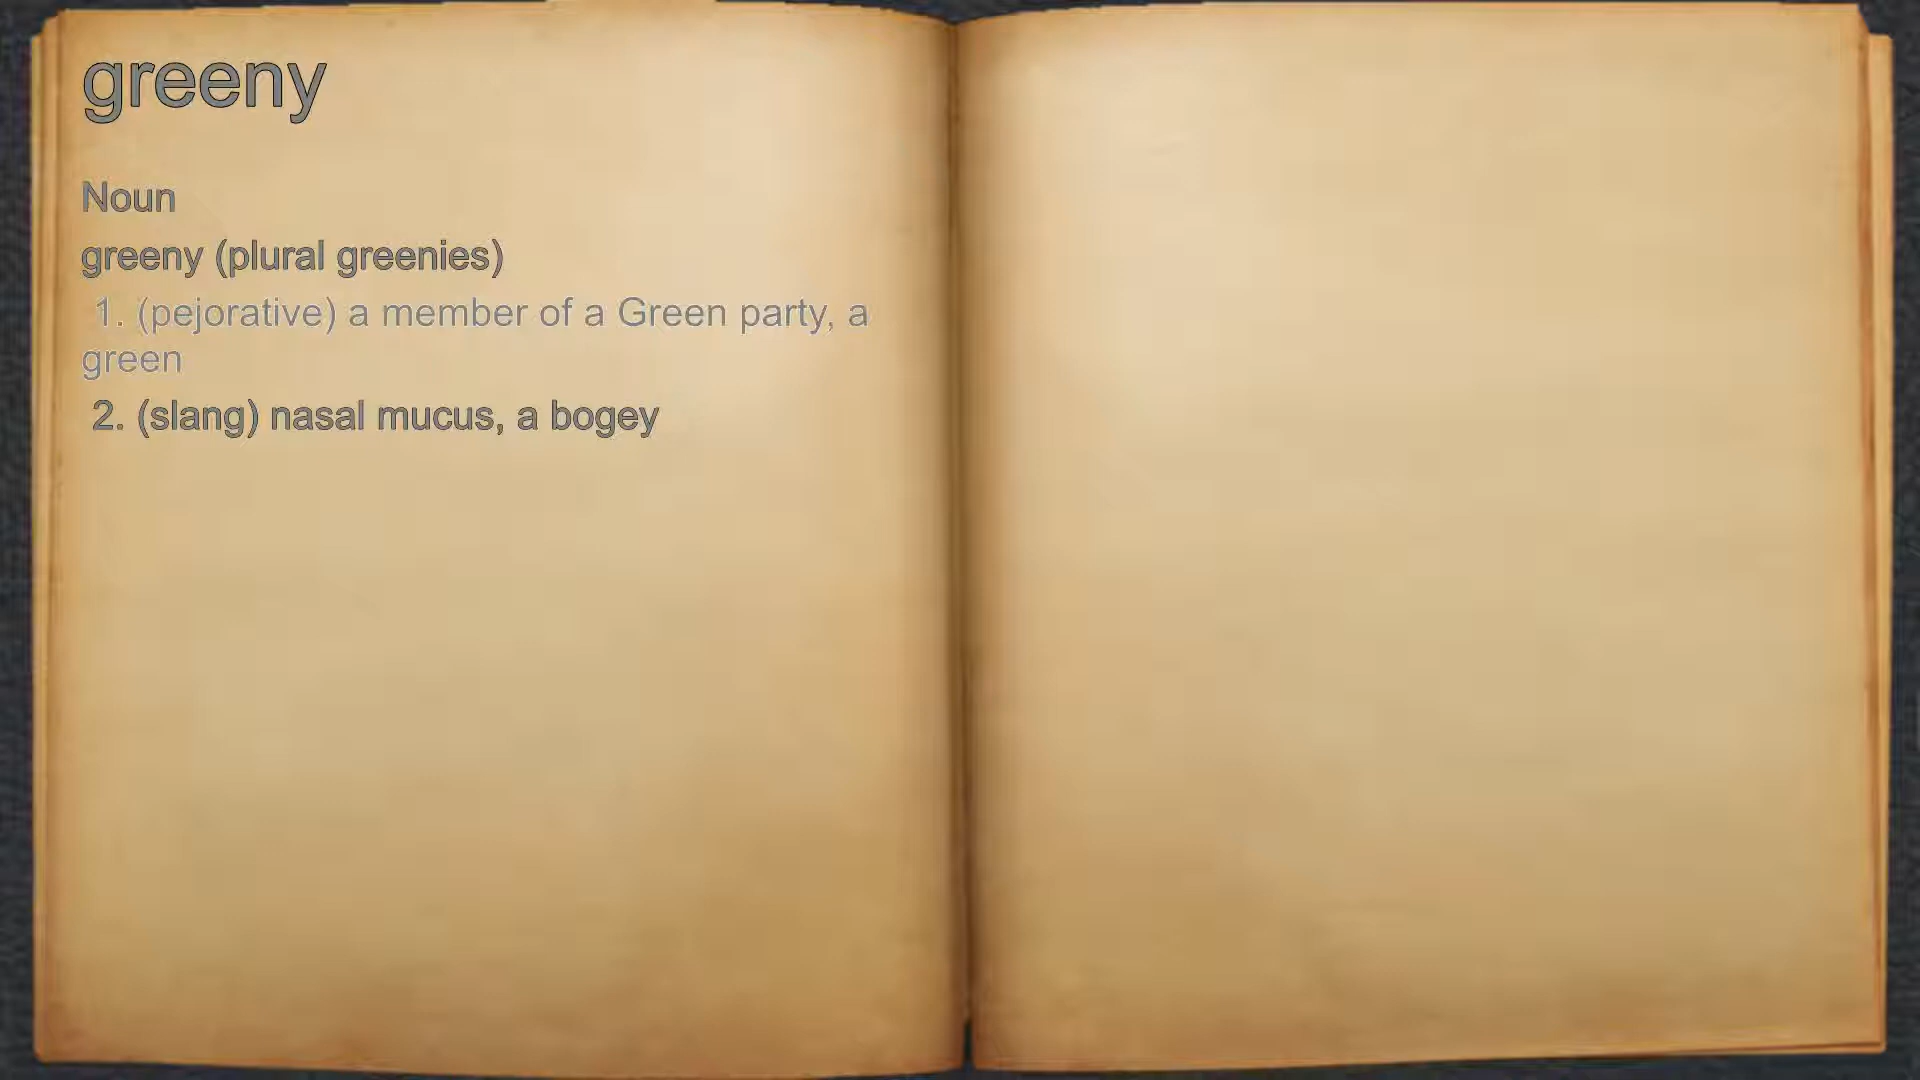 greeny
Noun
greeny (plural greenies)
1. (pejorative) a member of a Green party, a
green
2. (slang) nasal mucus, a bogey